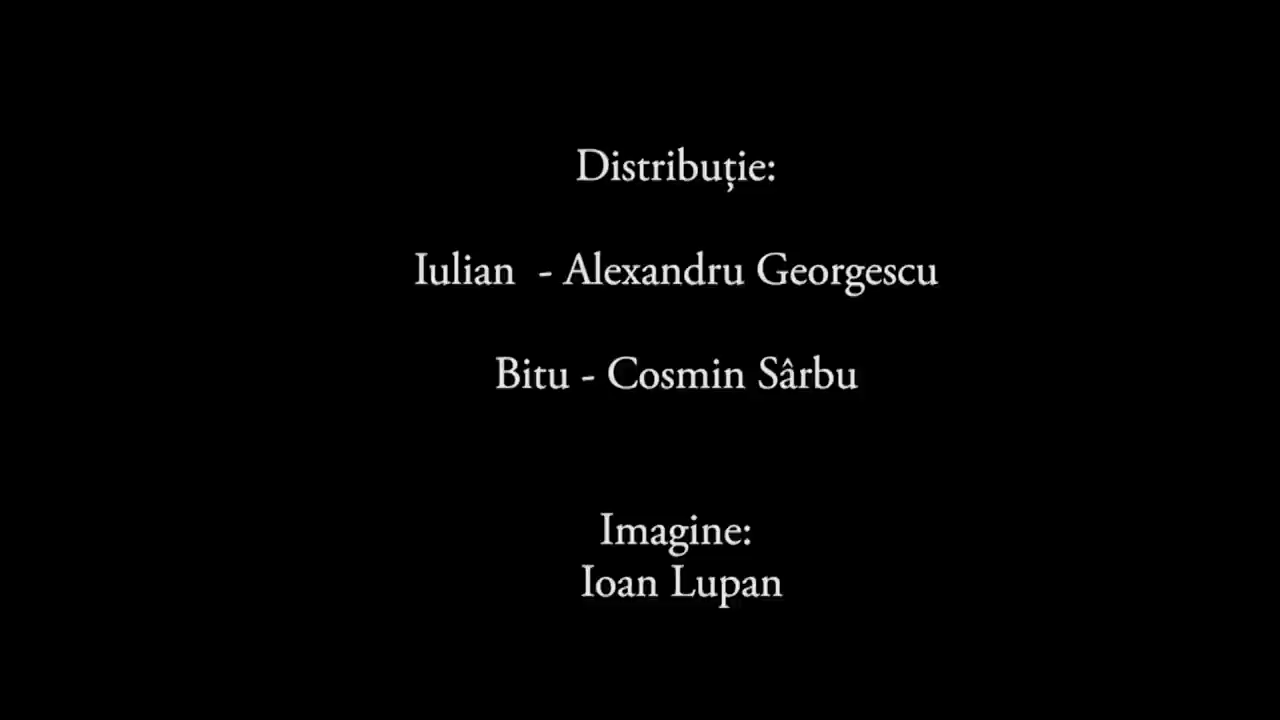 Distribuție:
Iulian  - Alexandru Georgescu
Bitu - Cosmin Sârbu
Imagine:
Ioan Lupan